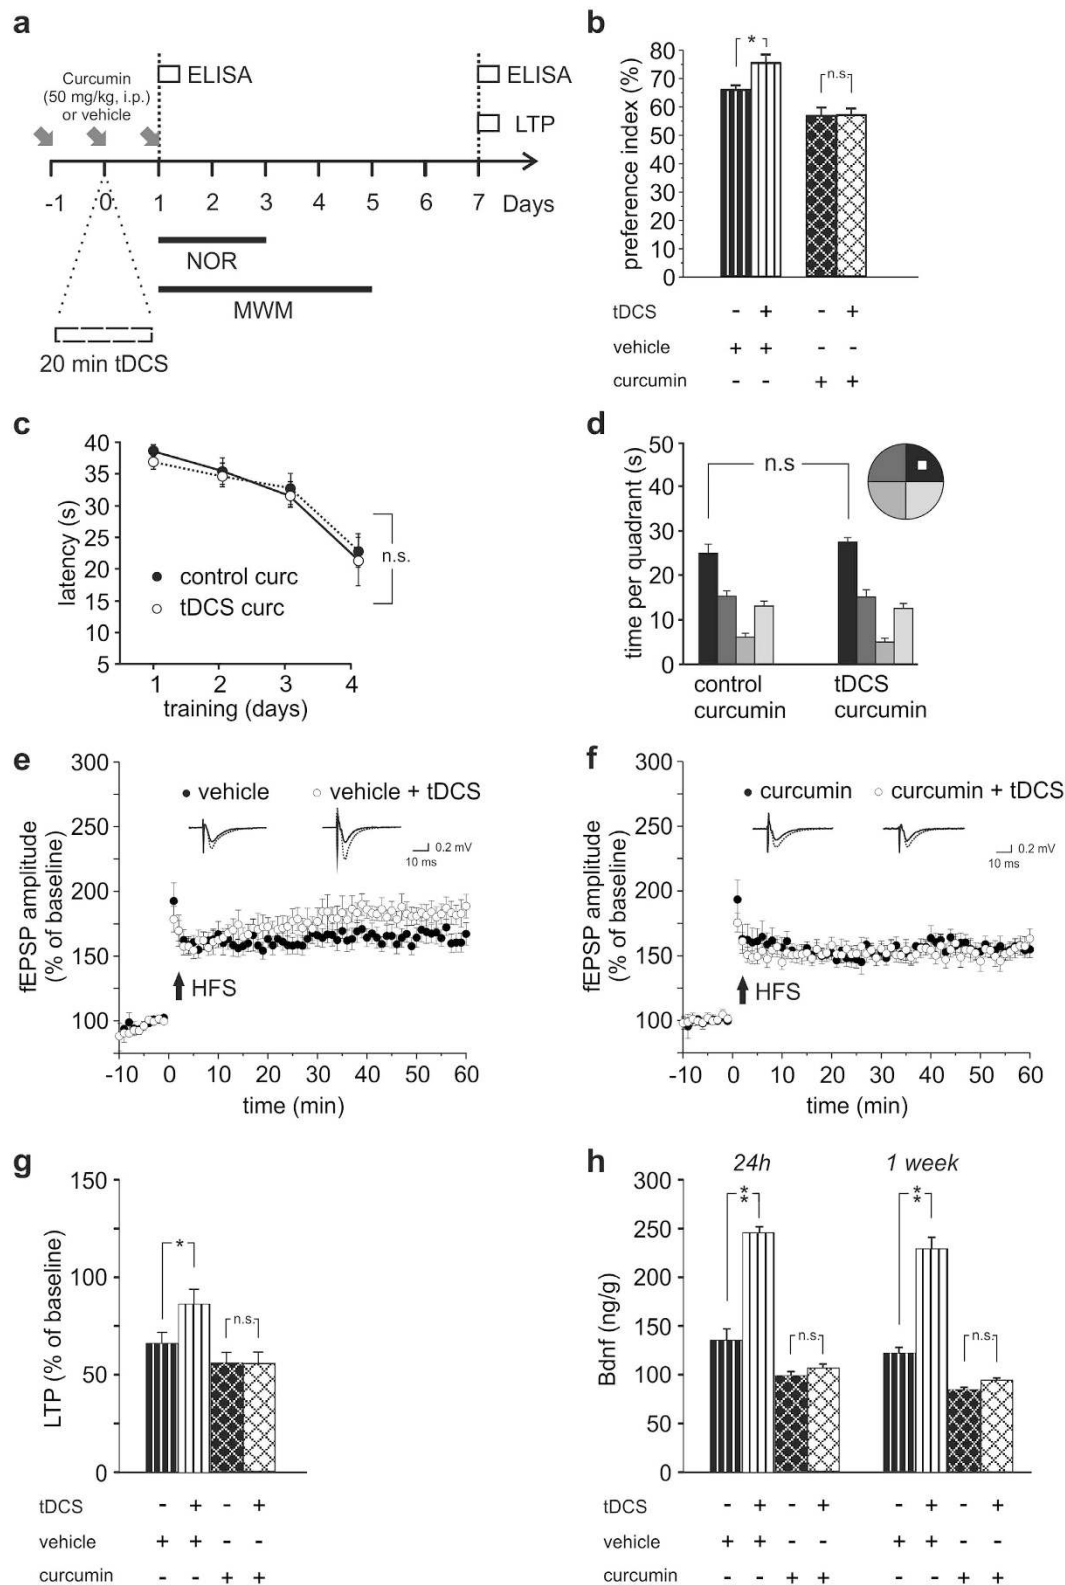 a
Curcumin
(50 mg/kg, i.p.)
or vehicle
ELISA
ELISA
LTP
-1 0 1 2 3 4 5 6 7 Days
NOR
MWM
20 min tDCS
b
preference index (%)
80
70
60
50
40
30
20
10
0
*
n.s.
tDCS - + - +
vehicle + + - -
curcumin - - + +
c
latency (s)
40
35
30
25
20
15
10
5
n.s.
control curc
tDCS curc
1 2 3 4
training (days)
d
time per quadrant (s)
50
40
30
20
10
0
n.s
control
curcumin
tDCS
curcumin
e
fEPSP amplitude
(% of baseline)
300
250
200
150
100
vehicle vehicle + tDCS
0.2 mV
10 ms
HFS
-10 0 10 20 30 40 50 60
time (min)
f
fEPSP amplitude
(% of baseline)
300
250
200
150
100
curcumin curcumin + tDCS
0.2 mV
10 ms
HFS
-10 0 10 20 30 40 50 60
time (min)
g
LTP (% of baseline)
150
100
50
0
*
n.s.
tDCS - + - +
vehicle + + - -
curcumin - - + +
h
24h 1 week
Bdnf (ng/g)
300
250
200
150
100
50
0
**
n.s.
**
n.s.
tDCS - + - + - + - +
vehicle + + - - + + - -
curcumin - - + + - - + +